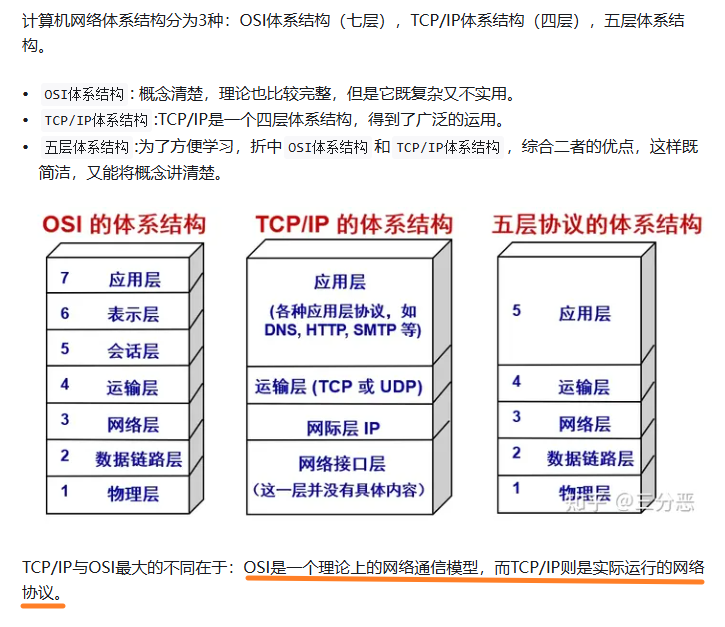 计算机网络体系结构分为3种：OSI体系结构（七层），TCP/IP体系结构（四层），五层体系结
构。
• OSI体系结构：概念清楚，理论也比较完整，但是它既复杂又不实用。
• TCP/IP体系结构:TCP/IP是一个四层体系结构，得到了广泛的运用。
• 五层体系结构:为了方便学习，折中 OSI体系结构 和 TCP/IP体系结构 ，综合二者的优点，这样既
简洁，又能将概念讲清楚。
OSI 的体系结构
7 应用层
6 表示层
5 会话层
4 运输层
3 网络层
2 数据链路层
1 物理层
TCP/IP 的体系结构
应用层
(各种应用层协议，如
DNS, HTTP, SMTP 等)
运输层 (TCP 或 UDP)
网际层 IP
网络接口层
（这一层并没有具体内容）
五层协议的体系结构
5 应用层
4 运输层
3 网络层
2 数据链路层
1 物理层
知乎 @三分恶
TCP/IP与OSI最大的不同在于：OSI是一个理论上的网络通信模型，而TCP/IP则是实际运行的网络
协议。